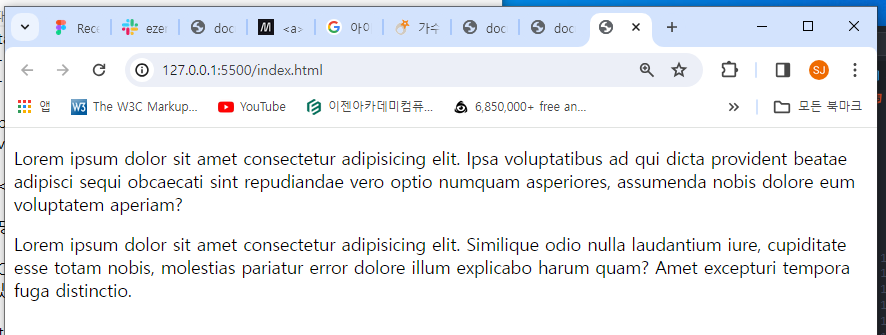 Rece
ezer
doc
<a>
아이
가수
doc
doc
127.0.0.1:5500/index.html
SJ
앱
The W3C Markup...
YouTube
이젠아카데미컴퓨...
6,850,000+ free an...
모든 북마크
Lorem ipsum dolor sit amet consectetur adipisicing elit. Ipsa voluptatibus ad qui dicta provident beatae
adipisci sequi obcaecati sint repudiandae vero optio numquam asperiores, assumenda nobis dolore eum
voluptatem aperiam?
Lorem ipsum dolor sit amet consectetur adipisicing elit. Similique odio nulla laudantium iure, cupiditate
esse totam nobis, molestias pariatur error dolore illum explicabo harum quam? Amet excepturi tempora
fuga distinctio.